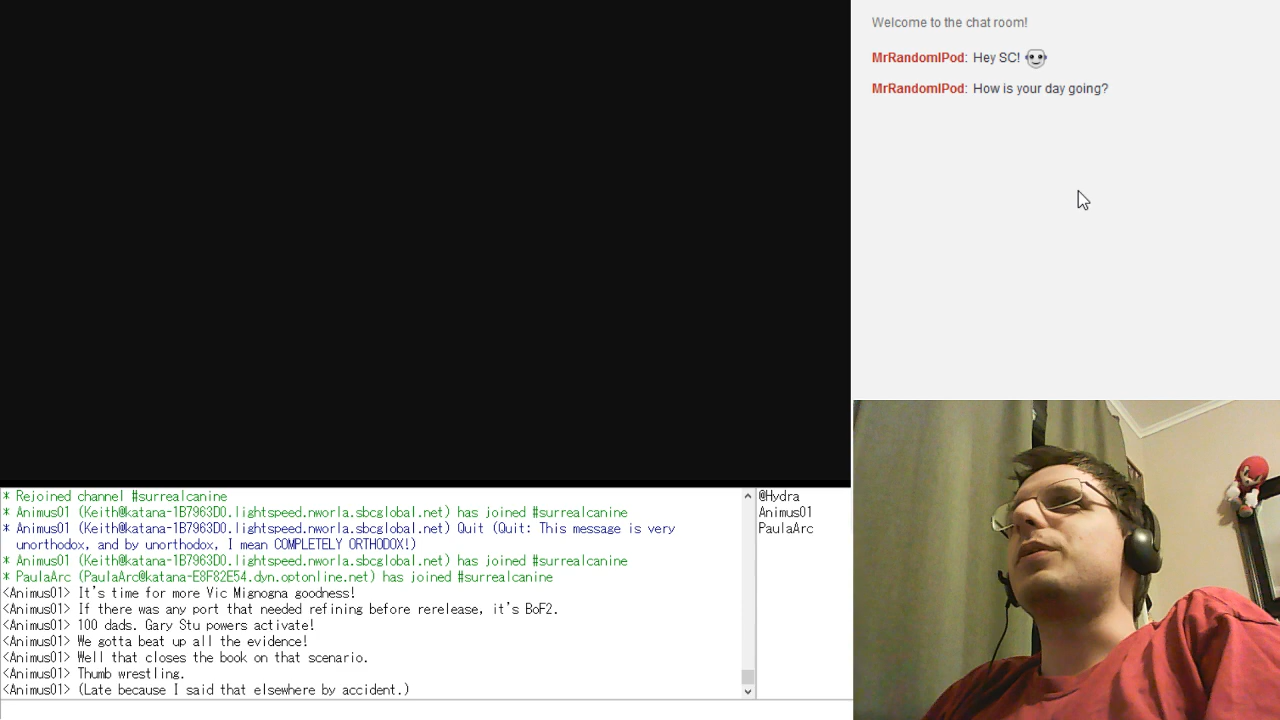 Welcome to the chat room!
MrRandomIPod: Hey SC!
MrRandomIPod: How is your day going?
* Rejoined channel #surrealcanine
* Animus01 (Keith@katana-1B7963D0.lightspeed.nworla.sbcglobal.net) has joined #surrealcanine
* Animus01 (Keith@katana-1B7963D0.lightspeed.nworla.sbcglobal.net) Quit (Quit: This message is very
unorthodox, and by unorthodox, I mean COMPLETELY ORTHODOX!)
* Animus01 (Keith@katana-1B7963D0.lightspeed.nworla.sbcglobal.net) has joined #surrealcanine
* PaulaArc (PaulaArc@katana-E8F82E54.dyn.optonline.net) has joined #surrealcanine
<Animus01> It's time for more Vic Mignogna goodness!
<Animus01> If there was any port that needed refining before rerelease, it's BoF2.
<Animus01> 100 dads. Gary Stu powers activate!
<Animus01> We gotta beat up all the evidence!
<Animus01> Well that closes the book on that scenario.
<Animus01> Thumb wrestling.
<Animus01> (Late because I said that elsewhere by accident.)
@Hydra
Animus01
PaulaArc